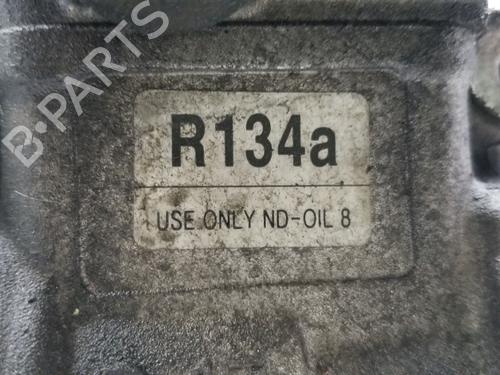 B-PARTS
R134a
USE ONLY ND-OIL 8